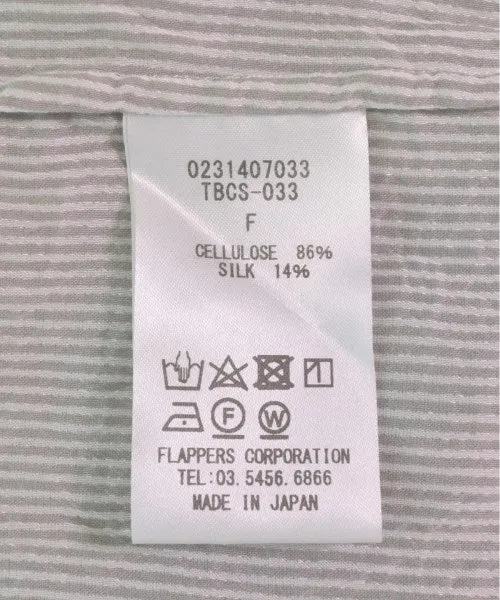 0231407033
TBCS-033
F
CELLULOSE 86%
SILK 14%
F W
FLAPPERS CORPORATION
TEL:03.5456.6866
MADE IN JAPAN